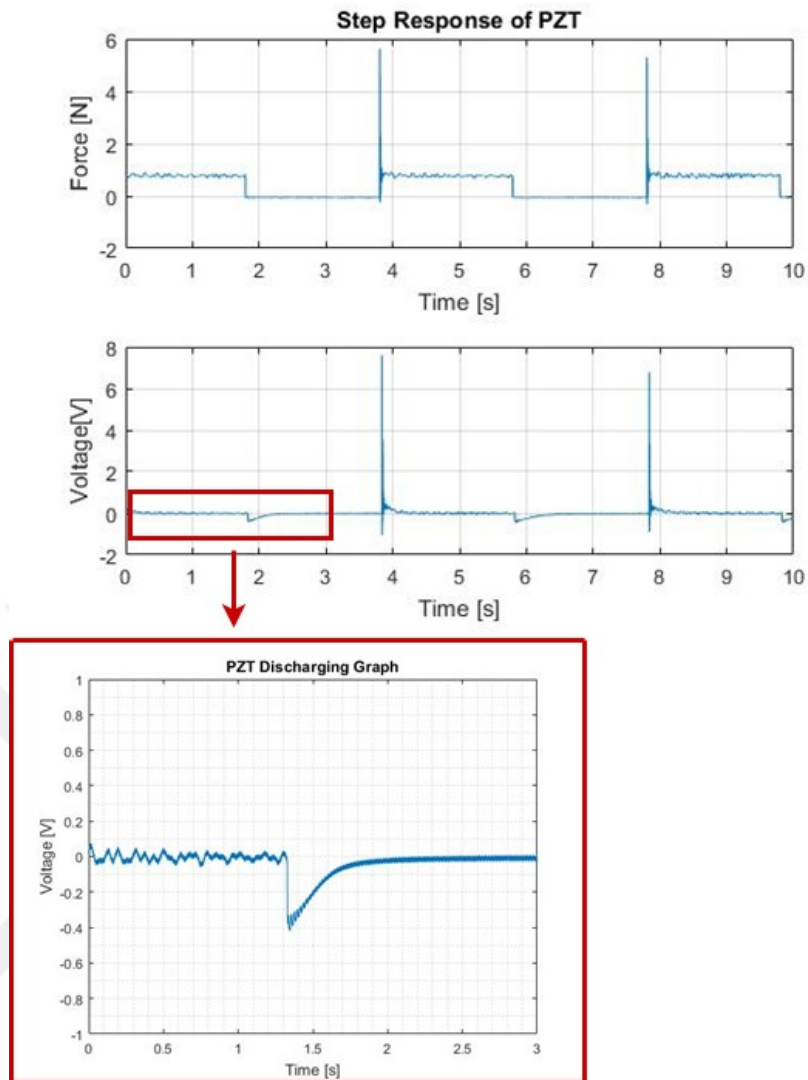 Step Response of PZT
Force [N]
6
4
2
0
-2
0 1 2 3 4 5 6 7 8 9 10
Time [s]
Voltage[V]
8
6
4
2
0
-2
0 1 2 3 4 5 6 7 8 9 10
Time [s]
PZT Discharging Graph
Voltage [V]
1
0.8
0.6
0.4
0.2
0
-0.2
-0.4
-0.6
-0.8
-1
0 0.5 1 1.5 2 2.5 3
Time [s]